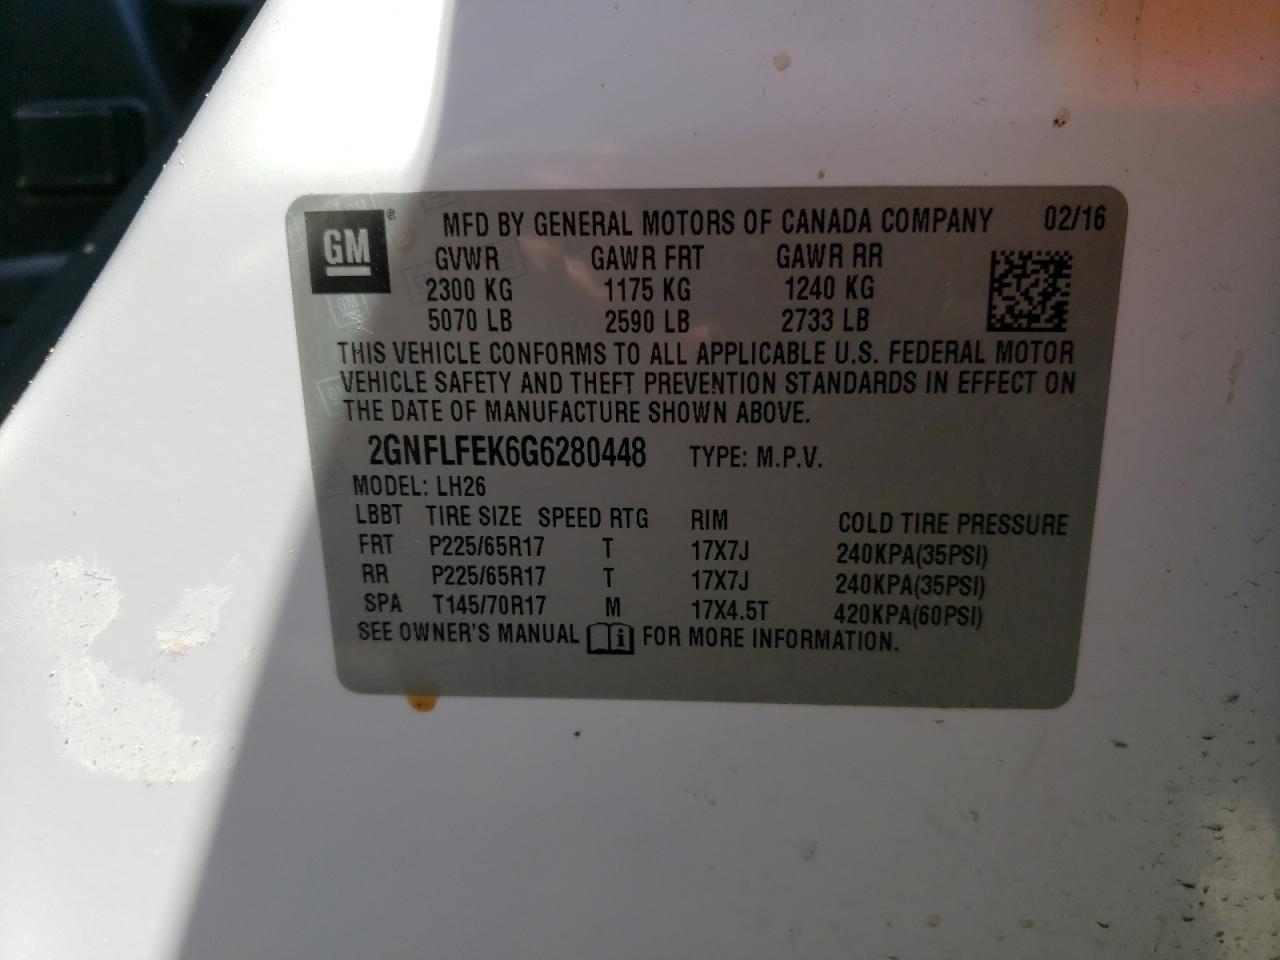 GM ® MFD BY GENERAL MOTORS OF CANADA COMPANY 02/16
GVWR GAWR FRT GAWR RR
2300 KG 1175 KG 1240 KG
5070 LB 2590 LB 2733 LB
THIS VEHICLE CONFORMS TO ALL APPLICABLE U.S. FEDERAL MOTOR
VEHICLE SAFETY AND THEFT PREVENTION STANDARDS IN EFFECT ON
THE DATE OF MANUFACTURE SHOWN ABOVE.
2GNFLFEK6G6280448 TYPE: M.P.V.
MODEL: LH26
LBBT TIRE SIZE SPEED RTG RIM COLD TIRE PRESSURE
FRT P225/65R17 T 17X7J 240KPA(35PSI)
RR P225/65R17 T 17X7J 240KPA(35PSI)
SPA T145/70R17 M 17X4.5T 420KPA(60PSI)
SEE OWNER'S MANUAL i FOR MORE INFORMATION.